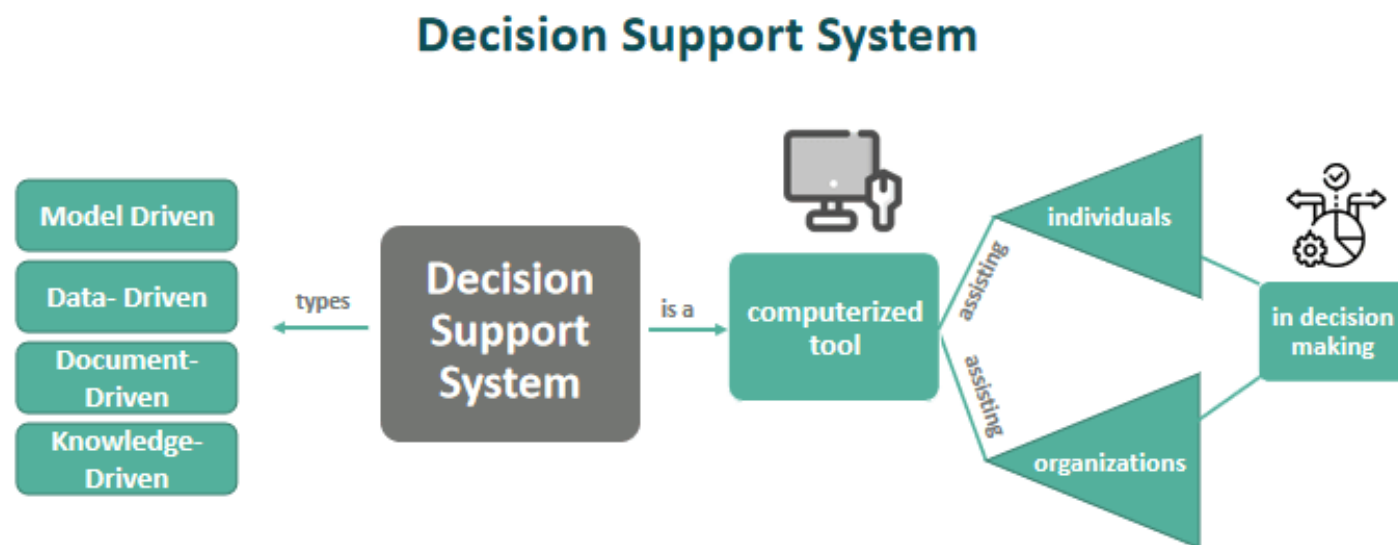 Decision Support System
Model Driven
Data- Driven
Document-
Driven
Knowledge-
Driven
types
Decision
Support
System
is a
computerized
tool
assisting
assisting
individuals
organizations
in decision
making